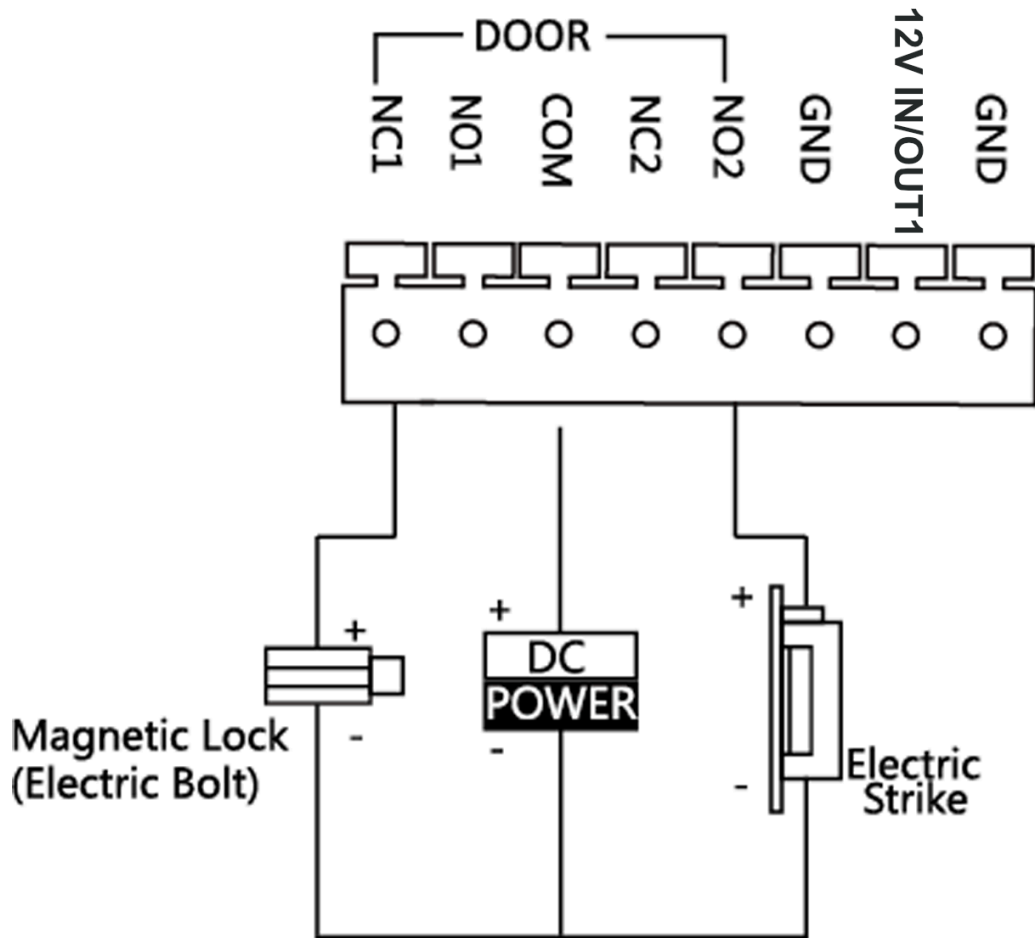 DOOR
NC1
NO1
COM
NC2
NO2
GND
12V IN/OUT1
GND
+
-
Magnetic Lock
(Electric Bolt)
+
DC
POWER
-
+
-
Electric
Strike